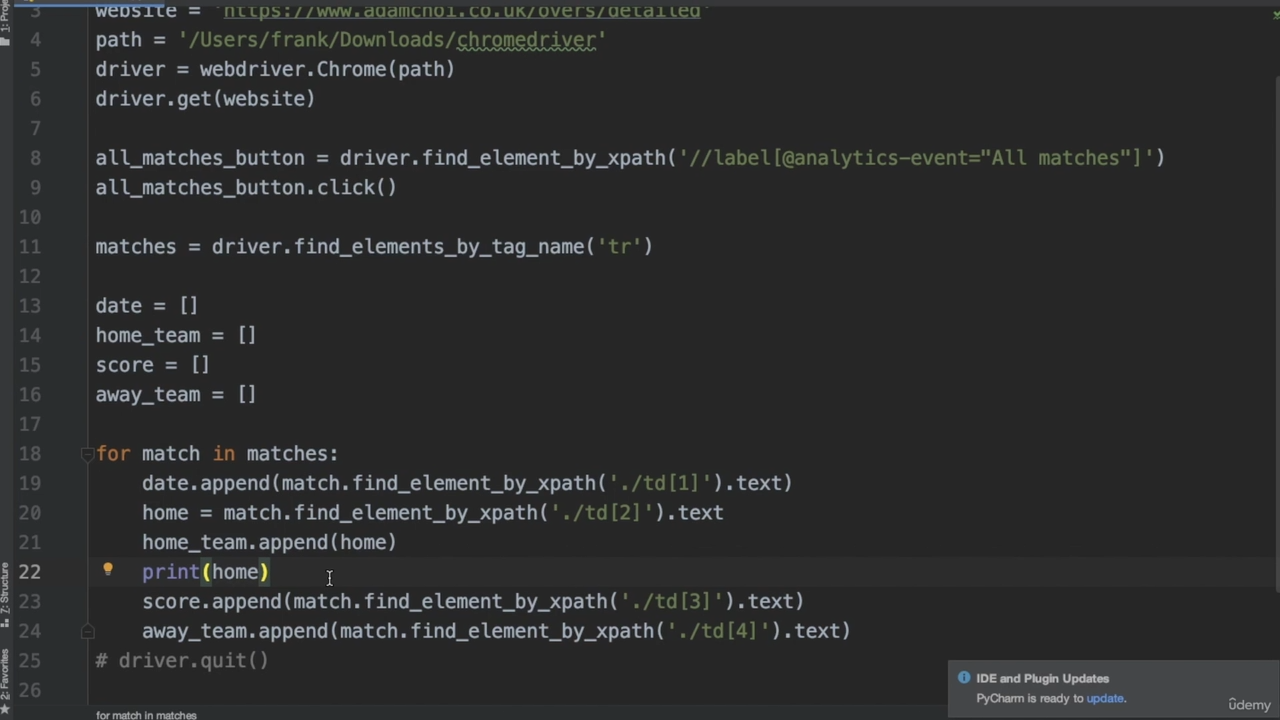 3 website = 'https://www.adamchoi.co.uk/overs/detailed'
4 path = '/Users/frank/Downloads/chromedriver'
5 driver = webdriver.Chrome(path)
6 driver.get(website)
7
8 all_matches_button = driver.find_element_by_xpath('//label[@analytics-event="All matches"]')
9 all_matches_button.click()
10
11 matches = driver.find_elements_by_tag_name('tr')
12
13 date = []
14 home_team = []
15 score = []
16 away_team = []
17
18 for match in matches:
19 date.append(match.find_element_by_xpath('./td[1]').text)
20 home = match.find_element_by_xpath('./td[2]').text
21 home_team.append(home)
22 print(home)
23 score.append(match.find_element_by_xpath('./td[3]').text)
24 away_team.append(match.find_element_by_xpath('./td[4]').text)
25 # driver.quit()
26
for match in matches
7: Structure
2: Favorites
IDE and Plugin Updates
PyCharm is ready to update.
ûdemy